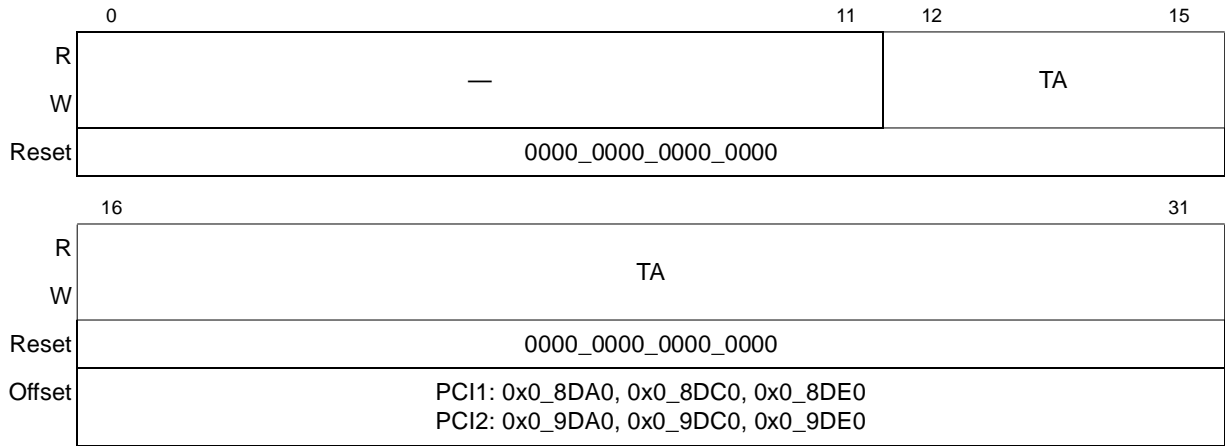 0 11 12 15
R
— TA
W
Reset 0000_0000_0000_0000
16 31
R
TA
W
Reset 0000_0000_0000_0000
Offset PCI1: 0x0_8DA0, 0x0_8DC0, 0x0_8DE0
PCI2: 0x0_9DA0, 0x0_9DC0, 0x0_9DE0